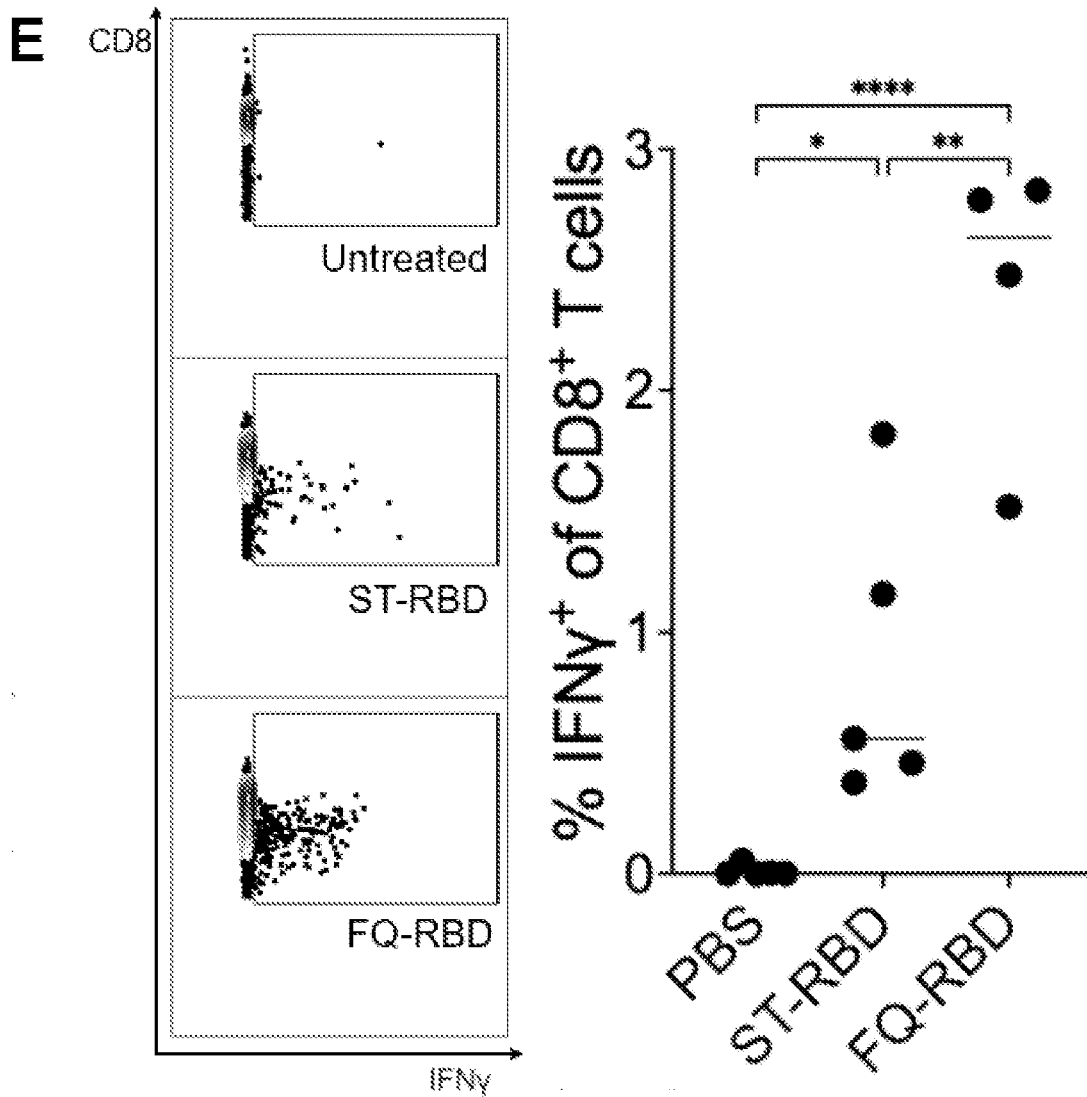 E
CD8
Untreated
ST-RBD
FQ-RBD
IFNγ
% IFNγ⁺ of CD8⁺ T cells
****
* **
3
2
1
0
PBS
ST-RBD
FQ-RBD